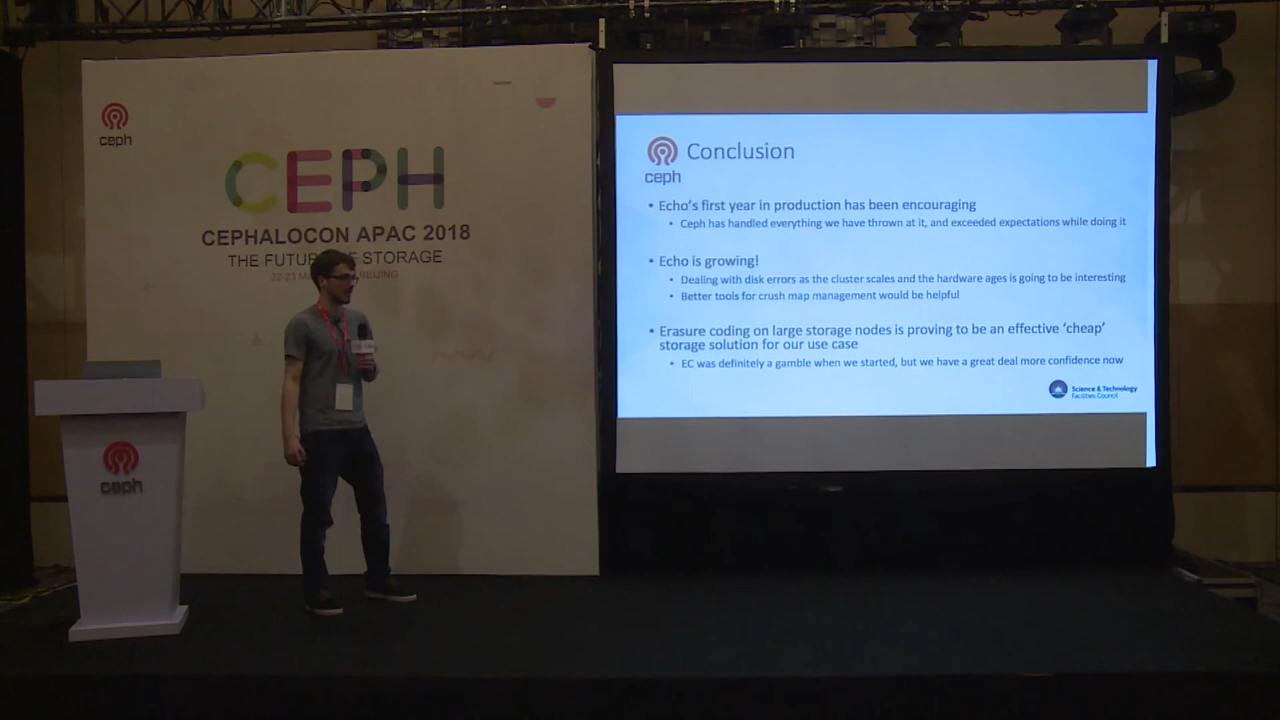 ceph
CEPH
CEPHALOCON APAC 2018
THE STORAGE
22-23
ceph
ceph
Conclusion
• Echo's first year in production has been encouraging
• Ceph has handled everything we have thrown at it, and exceeded expectations while doing it
• Echo is growing!
• Dealing with disk errors as the cluster scales and the hardware ages is going to be interesting
• Better tools for crush map management would be helpful
• Erasure coding on large storage nodes is proving to be an effective 'cheap'
storage solution for our use case
• EC was definitely a gamble when we started, but we have a great deal more confidence now
Science & Technology
Facilities Council